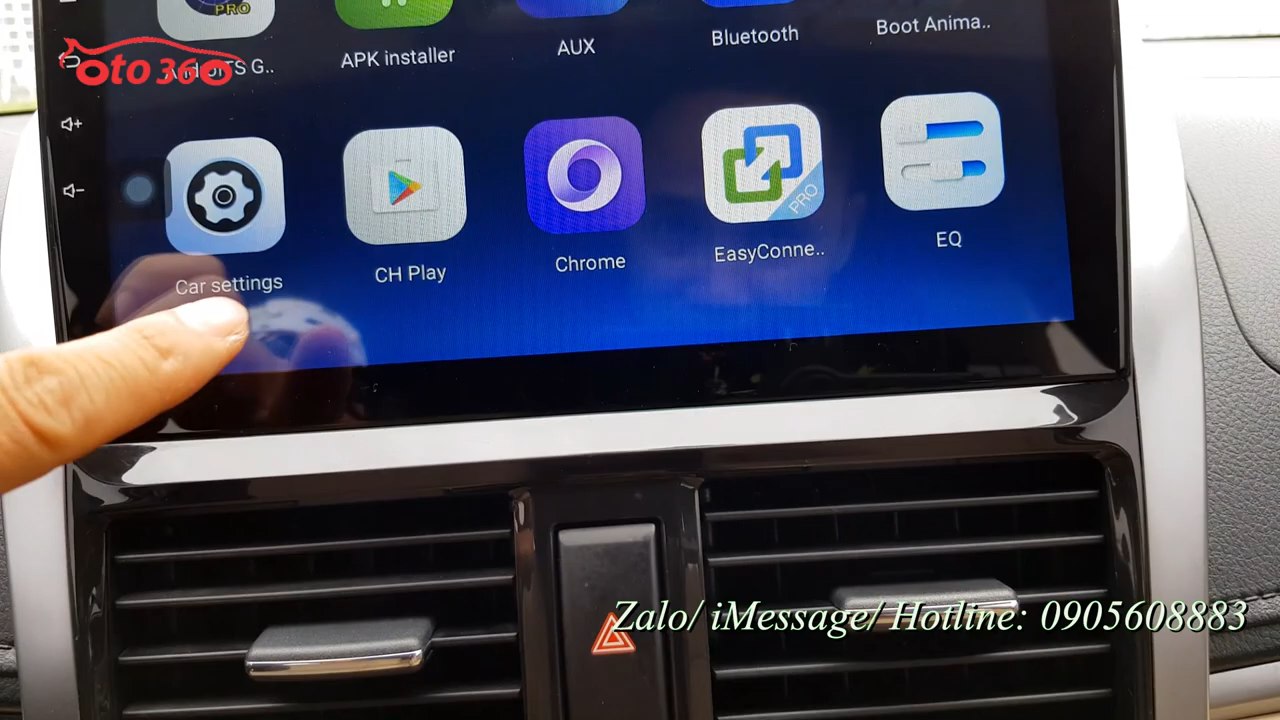 PRO
AndroiTS G..
APK installer
AUX
Bluetooth
Boot Anima..
oto 360
Car settings
CH Play
Chrome
EasyConne..
PRO
EQ
Zalo/ iMessage/ Hotline: 0905608883